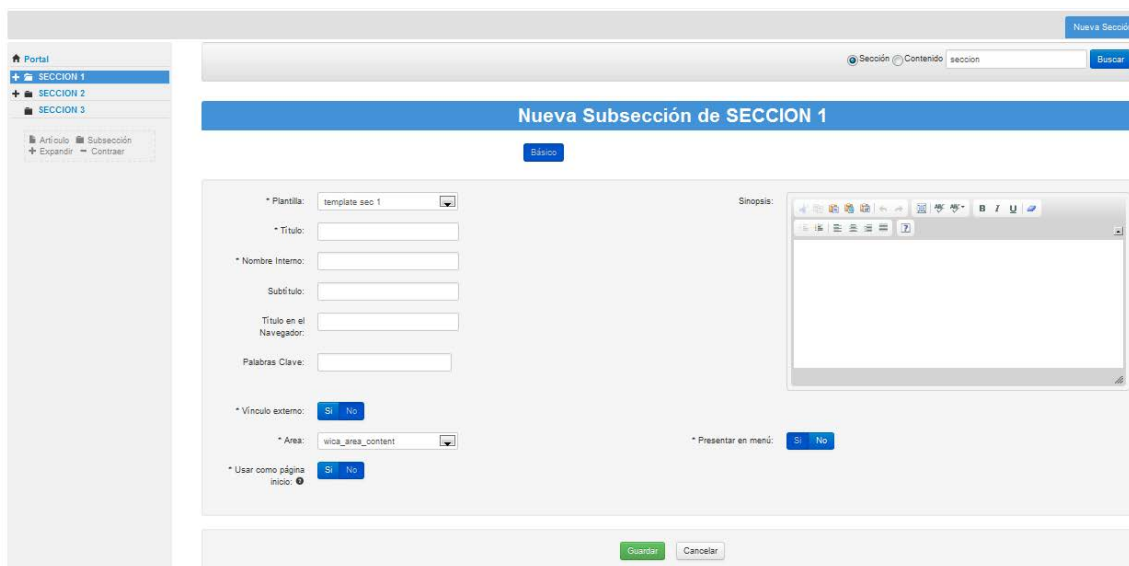 Nueva Secció
Portal
Sección Contenido seccion Buscar
SECCION 1
SECCION 2
SECCION 3
Nueva Subsección de SECCION 1
Artículo Subsección
Expandir Contraer
Básico
* Plantilla: template sec 1
Sinopsis:
* Título:
* Nombre Interno:
Subtítulo:
Título en el
Navegador:
Palabras Clave:
* Vínculo externo: Si No
* Area: wica_area_content
* Presentar en menú: Si No
* Usar como página
inicio: Si No
Guardar Cancelar